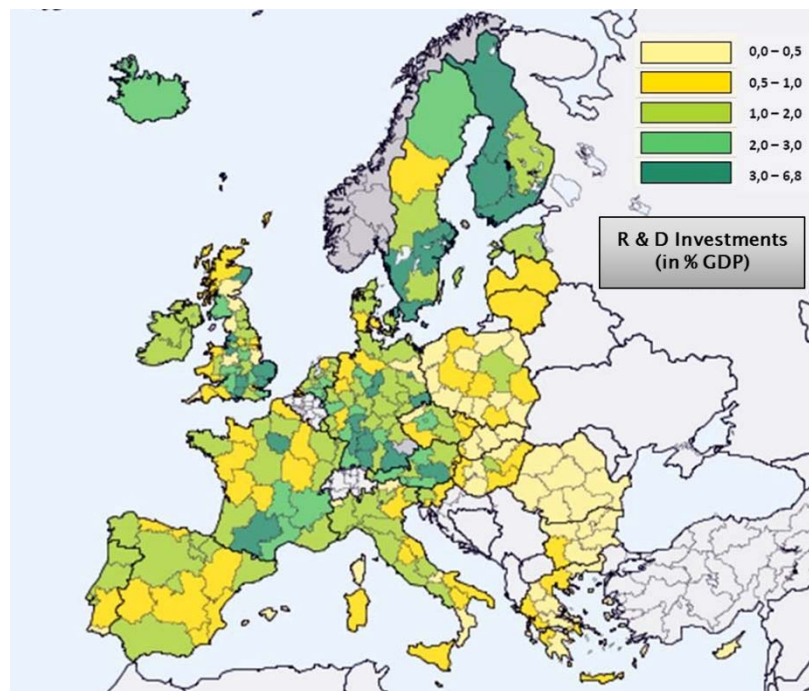 0,0 – 0,5
0,5 – 1,0
1,0 – 2,0
2,0 – 3,0
3,0 – 6,8
R & D Investments
(in % GDP)